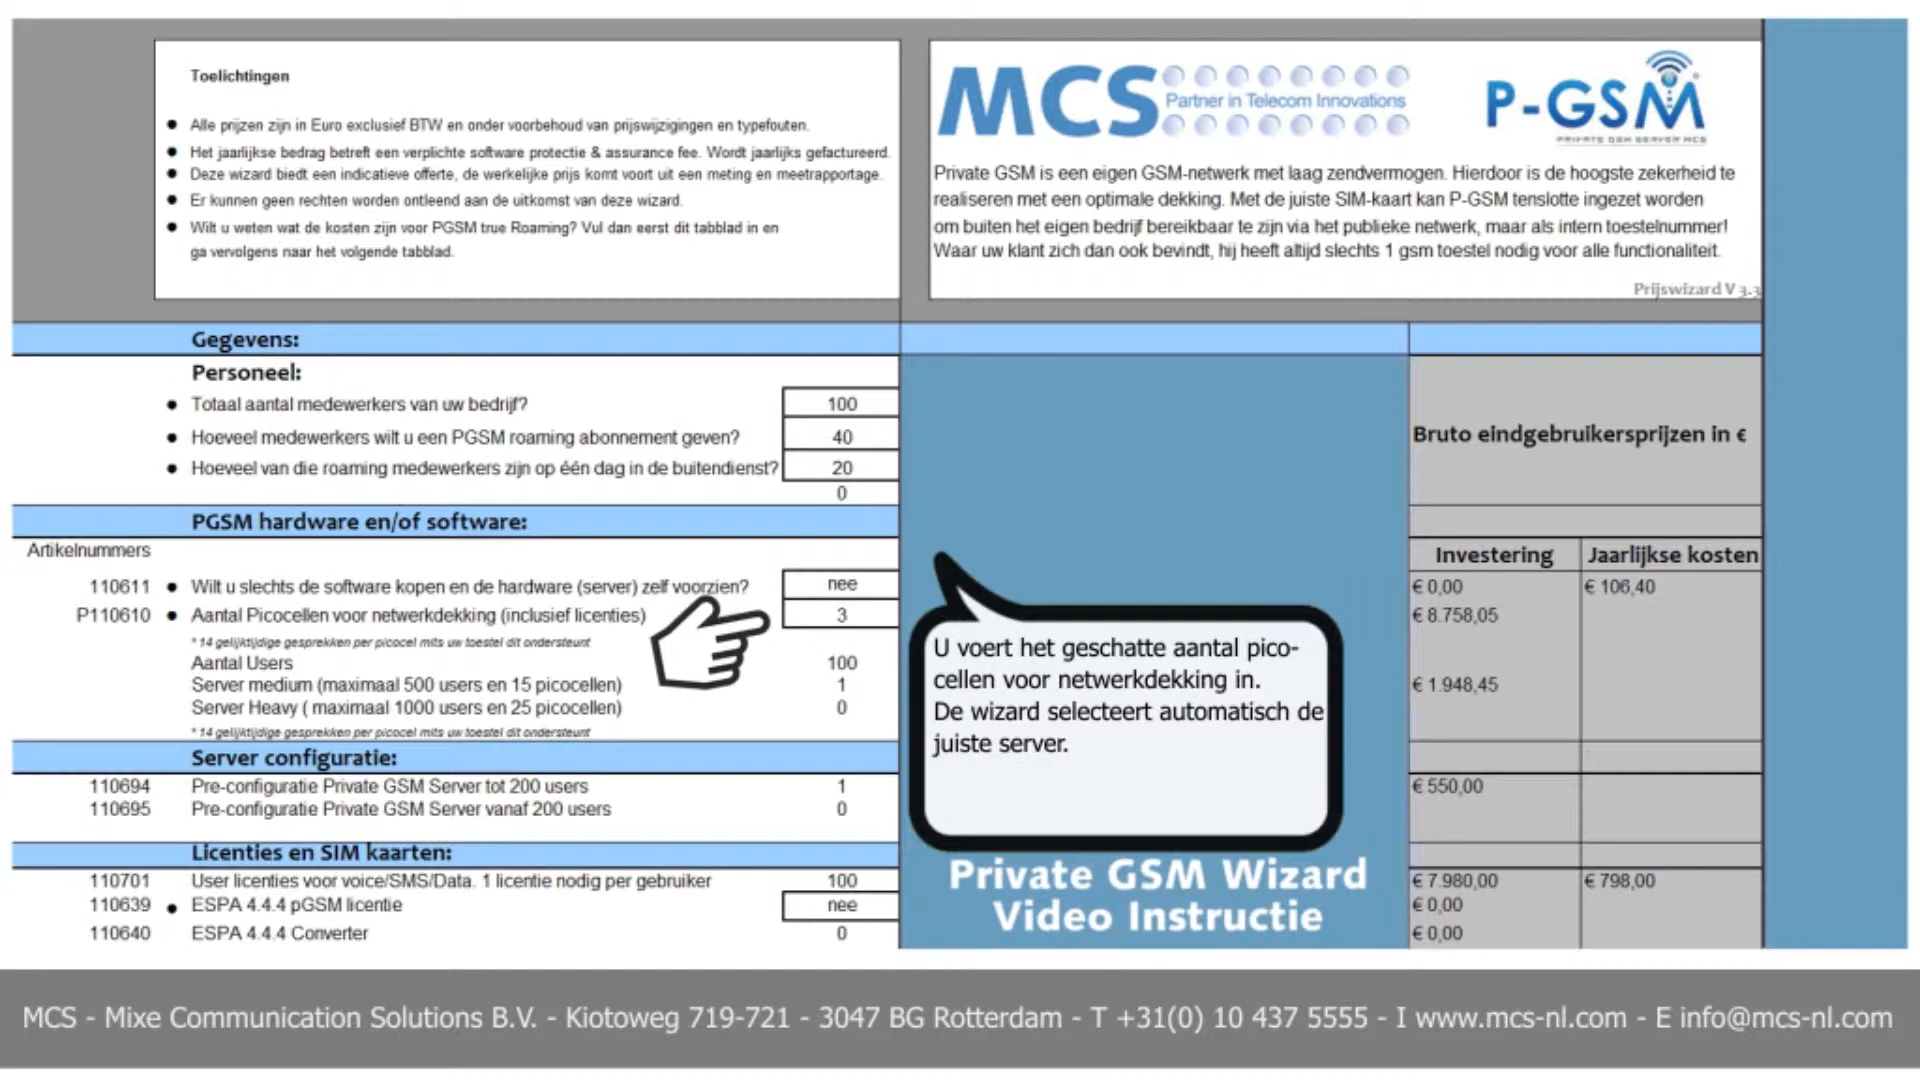 Toelichtingen
Alle prijzen zijn in Euro exclusief BTW en onder voorbehoud van prijswijzigingen en typefouten.
Het jaarlijkse bedrag betreft een verplichte software protectie & assurance fee. Wordt jaarlijks gefactureerd.
Deze wizard biedt een indicatieve offerte, de werkelijke prijs komt voort uit een meting en meetrapportage.
Er kunnen geen rechten worden ontleend aan de uitkomst van deze wizard.
Wilt u weten wat de kosten zijn voor PGSM true Roaming? Vul dan eerst dit tabblad in en
ga vervolgens naar het volgende tabblad.
MCS Partner in Telecom Innovations
P-GSM
PRIVATE GSM SERVER MCS
Private GSM is een eigen GSM-netwerk met laag zendvermogen. Hierdoor is de hoogste zekerheid te
realiseren met een optimale dekking. Met de juiste SIM-kaart kan P-GSM tenslotte ingezet worden
om buiten het eigen bedrijf bereikbaar te zijn via het publieke netwerk, maar als intern toestelnummer!
Waar uw klant zich dan ook bevindt, hij heeft altijd slechts 1 gsm toestel nodig voor alle functionaliteit.
Prijswizard V 3.3
Gegevens:
Personeel:
Totaal aantal medewerkers van uw bedrijf? 100
Hoeveel medewerkers wilt u een PGSM roaming abonnement geven? 40
Hoeveel van die roaming medewerkers zijn op één dag in de buitendienst? 20
0
Bruto eindgebruikersprijzen in €
PGSM hardware en/of software:
Artikelnummers
Investering Jaarlijkse kosten
110611 Wilt u slechts de software kopen en de hardware (server) zelf voorzien? nee € 0,00 € 106,40
P110610 Aantal Picocellen voor netwerkdekking (inclusief licenties) 3 € 8.758,05
* 14 gelijktijdige gesprekken per picocel mits uw toestel dit ondersteunt
Aantal Users 100
Server medium (maximaal 500 users en 15 picocellen) 1 € 1.948,45
Server Heavy ( maximaal 1000 users en 25 picocellen) 0
* 14 gelijktijdige gesprekken per picocel mits uw toestel dit ondersteunt
U voert het geschatte aantal pico-
cellen voor netwerkdekking in.
De wizard selecteert automatisch de
juiste server.
Server configuratie:
110694 Pre-configuratie Private GSM Server tot 200 users 1 € 550,00
110695 Pre-configuratie Private GSM Server vanaf 200 users 0
Licenties en SIM kaarten:
110701 User licenties voor voice/SMS/Data. 1 licentie nodig per gebruiker 100 € 7.980,00 € 798,00
110639 ESPA 4.4.4 pGSM licentie nee € 0,00
110640 ESPA 4.4.4 Converter 0 € 0,00
Private GSM Wizard
Video Instructie
MCS - Mixe Communication Solutions B.V. - Kiotoweg 719-721 - 3047 BG Rotterdam - T +31(0) 10 437 5555 - I www.mcs-nl.com - E info@mcs-nl.com